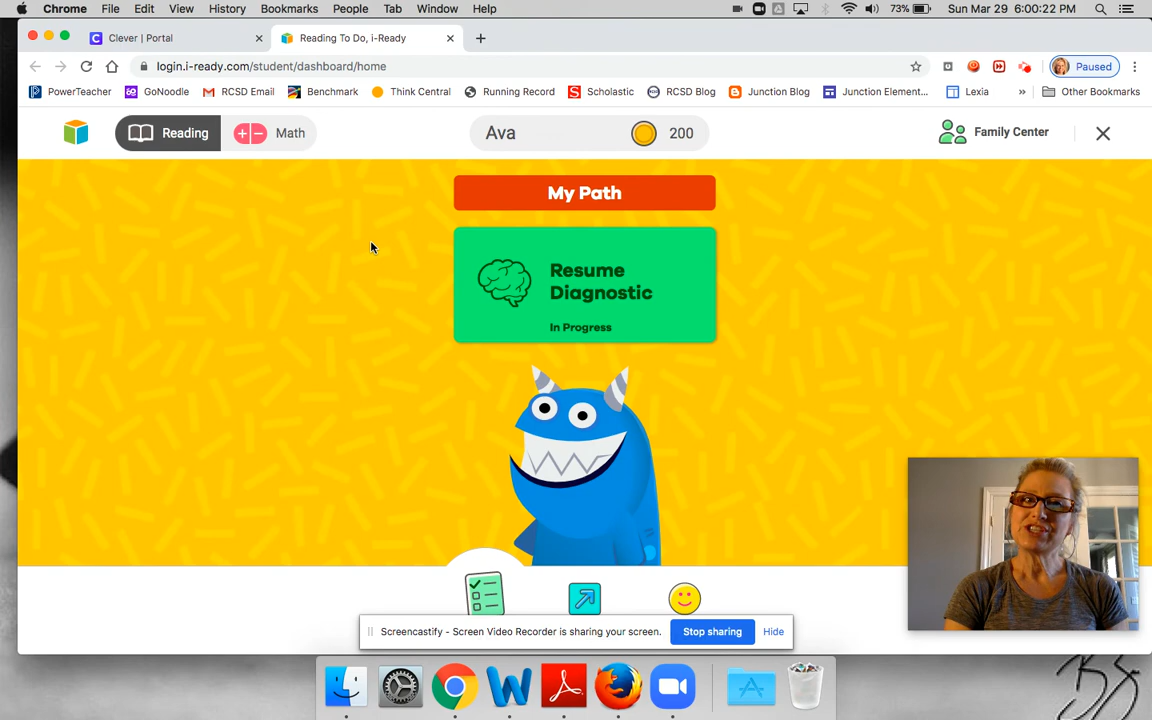 Chrome File Edit View History Bookmarks People Tab Window Help 73% Sun Mar 29 6:00:22 PM
Clever | Portal Reading To Do, i-Ready
login.i-ready.com/student/dashboard/home Paused
PowerTeacher GoNoodle RCSD Email Benchmark Think Central Running Record Scholastic RCSD Blog Junction Blog Junction Element... Lexia » Other Bookmarks
Reading Math Ava 200 Family Center
My Path
Resume
Diagnostic
In Progress
Screencastify - Screen Video Recorder is sharing your screen. Stop sharing Hide